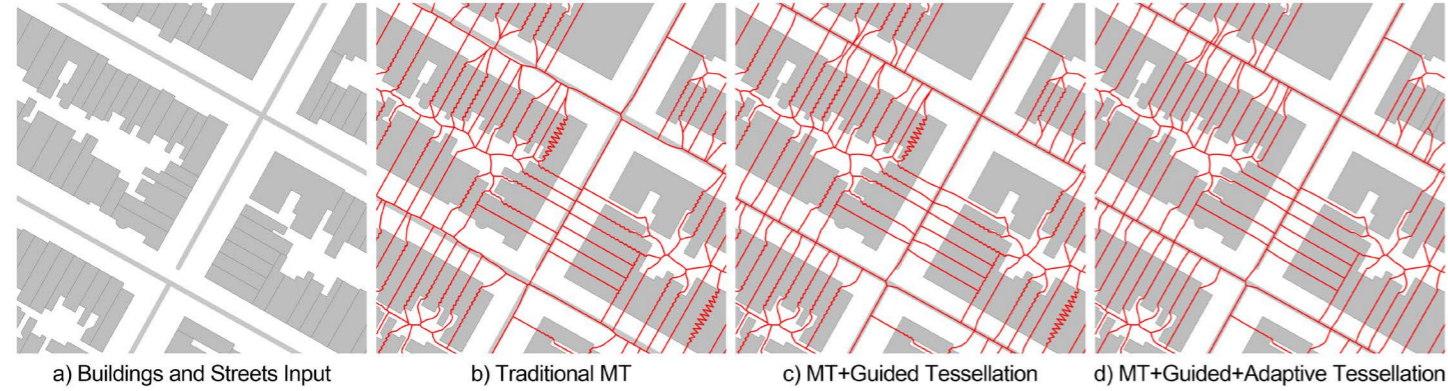 a) Buildings and Streets Input
b) Traditional MT
c) MT+Guided Tessellation
d) MT+Guided+Adaptive Tessellation